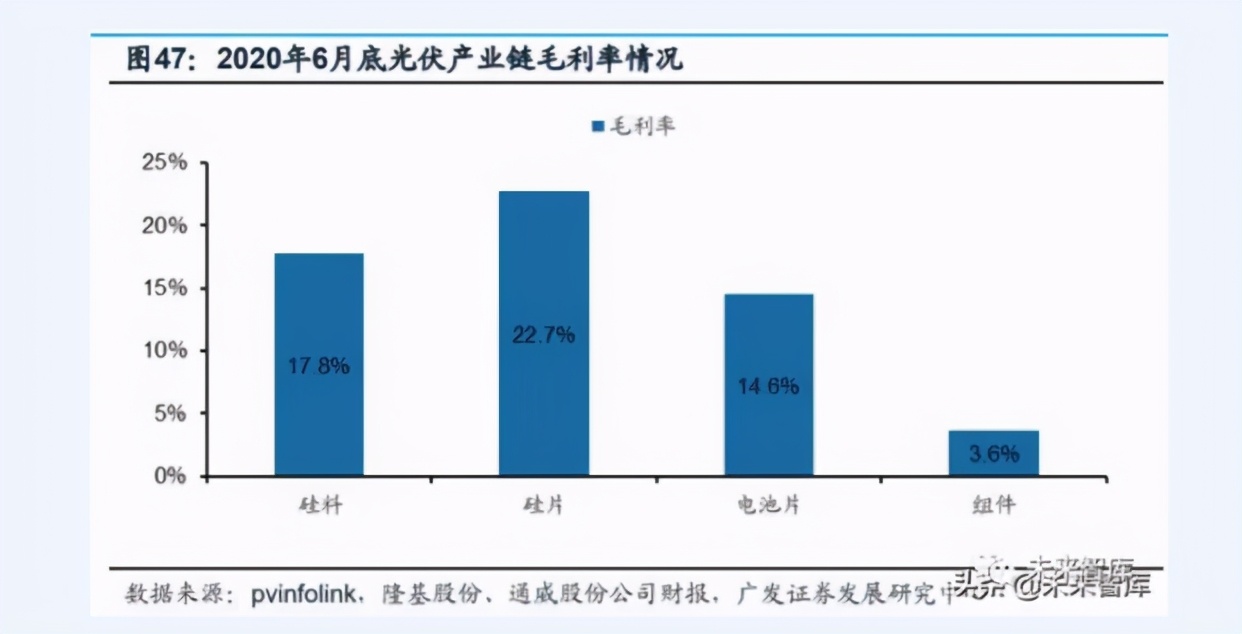 图47：2020年6月底光伏产业链毛利率情况
毛利率
25%
20%
15%
10%
5%
0%
17.8%
22.7%
14.6%
3.6%
硅料
硅片
电池片
组件
数据来源：pvinfolink，隆基股份、通威股份公司财报，广发证券发展研究中
未来智库
头条@未来智库